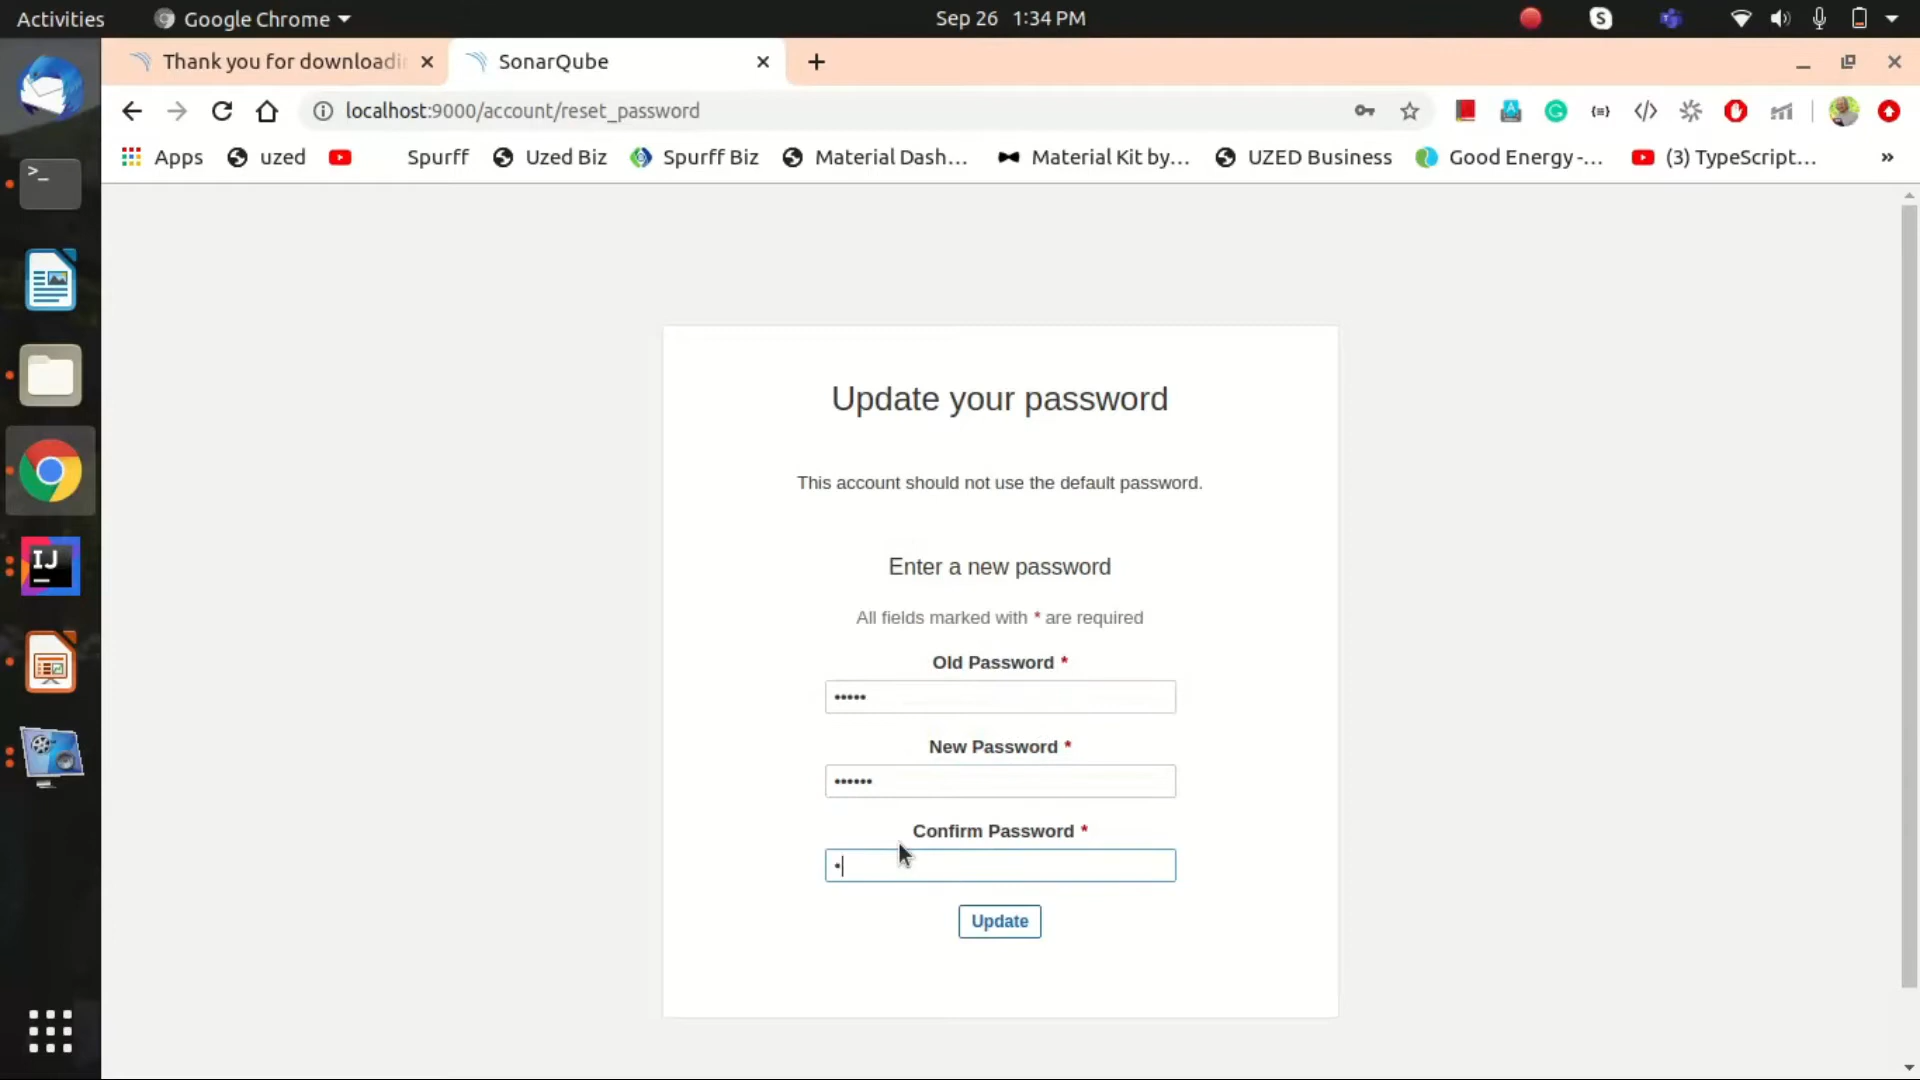 Activities Google Chrome Sep 26 1:34 PM
Thank you for downloadi SonarQube
localhost:9000/account/reset_password
Apps uzed Spurff Uzed Biz Spurff Biz Material Dash... Material Kit by... UZED Business Good Energy -... (3) TypeScript... »
Update your password
This account should not use the default password.
Enter a new password
All fields marked with * are required
Old Password *
•••••
New Password *
••••••
Confirm Password *
•
Update
>_
IJ
S